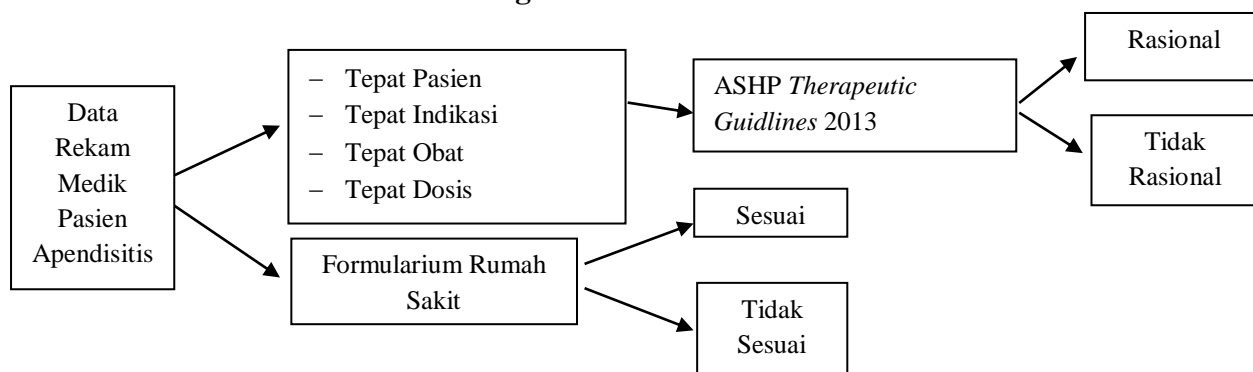 Data
Rekam
Medik
Pasien
Apendisitis
– Tepat Pasien
– Tepat Indikasi
– Tepat Obat
– Tepat Dosis
ASHP Therapeutic
Guidlines 2013
Rasional
Tidak
Rasional
Formularium Rumah
Sakit
Sesuai
Tidak
Sesuai